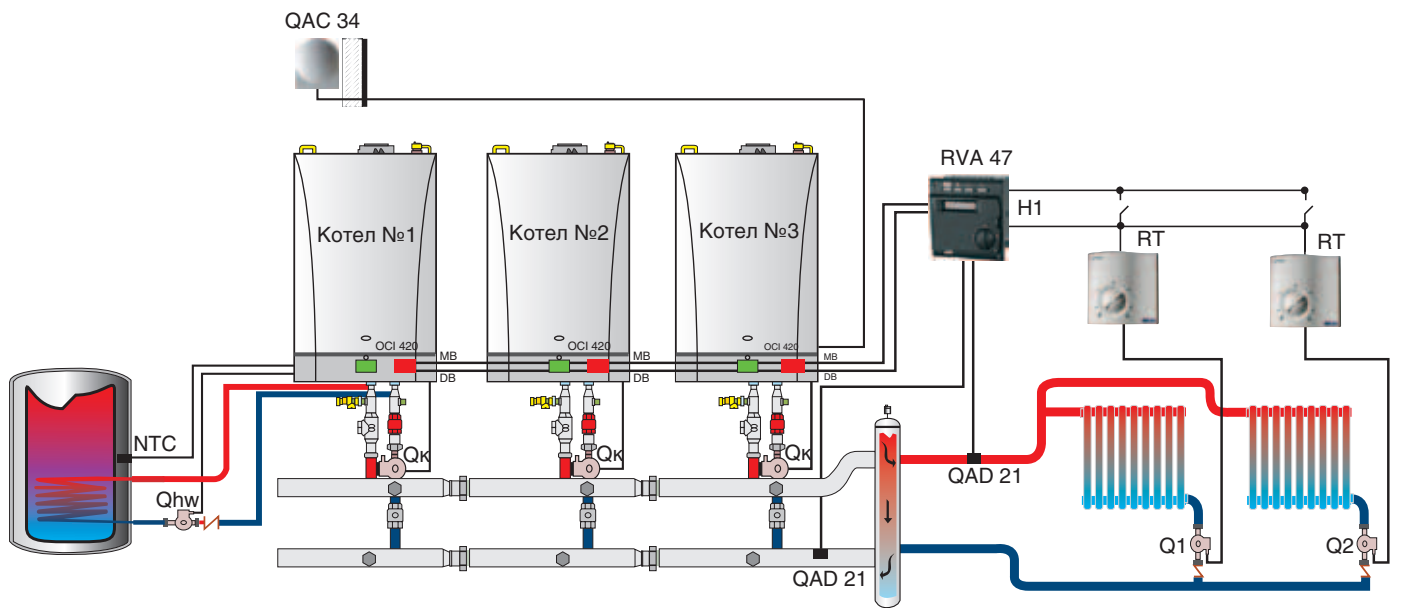 QAC 34
RVA 47
H1
Котел №1
Котел №2
Котел №3
RT
RT
OCI 420
OCI 420
OCI 420
MB
MB
MB
DB
DB
DB
NTC
Qк
Qк
Qк
QAD 21
Qhw
Q1
Q2
QAD 21